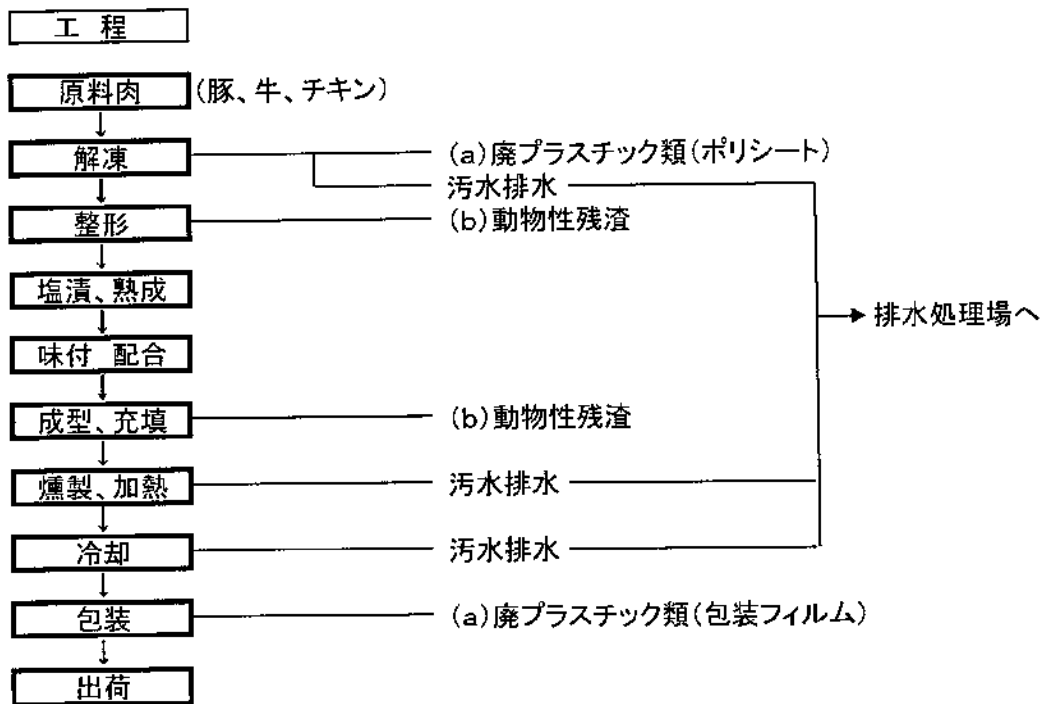 工 程
原料肉 (豚、牛、チキン)
解凍 (a)廃プラスチック類(ポリシート)
汚水排水
整形 (b)動物性残渣
塩漬、熟成
排水処理場へ
味付 配合
成型、充填 (b)動物性残渣
燻製、加熱 汚水排水
冷却 汚水排水
包装 (a)廃プラスチック類(包装フィルム)
出荷